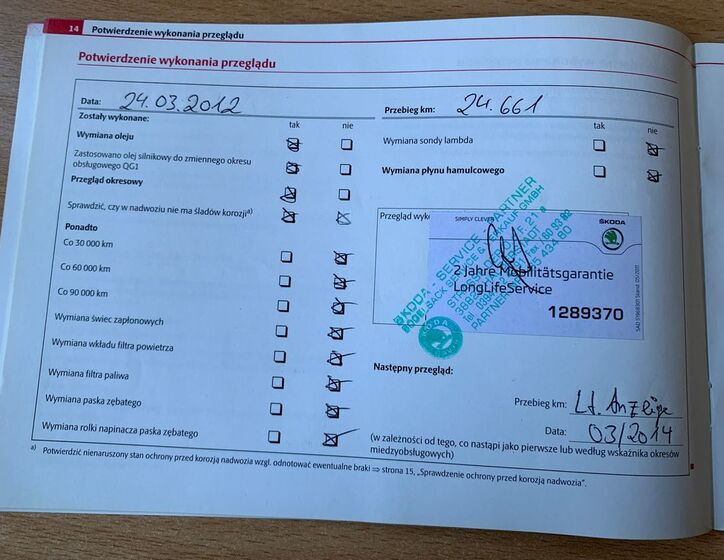 14 Potwierdzenie wykonania przeglądu
Potwierdzenie wykonania przeglądu
Data: 24.03.2012
Przebieg km: 24.661
Zostały wykonane:
tak nie
tak nie
Wymiana oleju
Wymiana sondy lambda
Zastosowano olej silnikowy do zmiennego okresu
obsługowego QG1
Wymiana płynu hamulcowego
Przegląd okresowy
Sprawdzić, czy w nadwoziu nie ma śladów korozji a)
Ponadto
Co 30 000 km
Co 60 000 km
Co 90 000 km
Wymiana świec zapłonowych
Wymiana wkładu filtra powietrza
Wymiana filtra paliwa
Wymiana paska zębatego
Wymiana rolki napinacza paska zębatego
Przegląd
SIMPLY CLEVER
ŠKODA
2 Jahre Mobilitätsgarantie
LongLifeService
1289370
ŠKODA - SERVICE - PARTNER
GMBH
Następny przegląd:
Przebieg km: Lt. Anzeige
Data: 03/2014
(w zależności od tego, co nastąpi jako pierwsze lub według wskaźnika okresów
międzyobsługowych)
a) Potwierdzić nienaruszony stan ochrony przed korozją nadwozia wzgl. odnotować ewentualne braki ⇒ strona 15, „Sprawdzenie ochrony przed korozją nadwozia”.